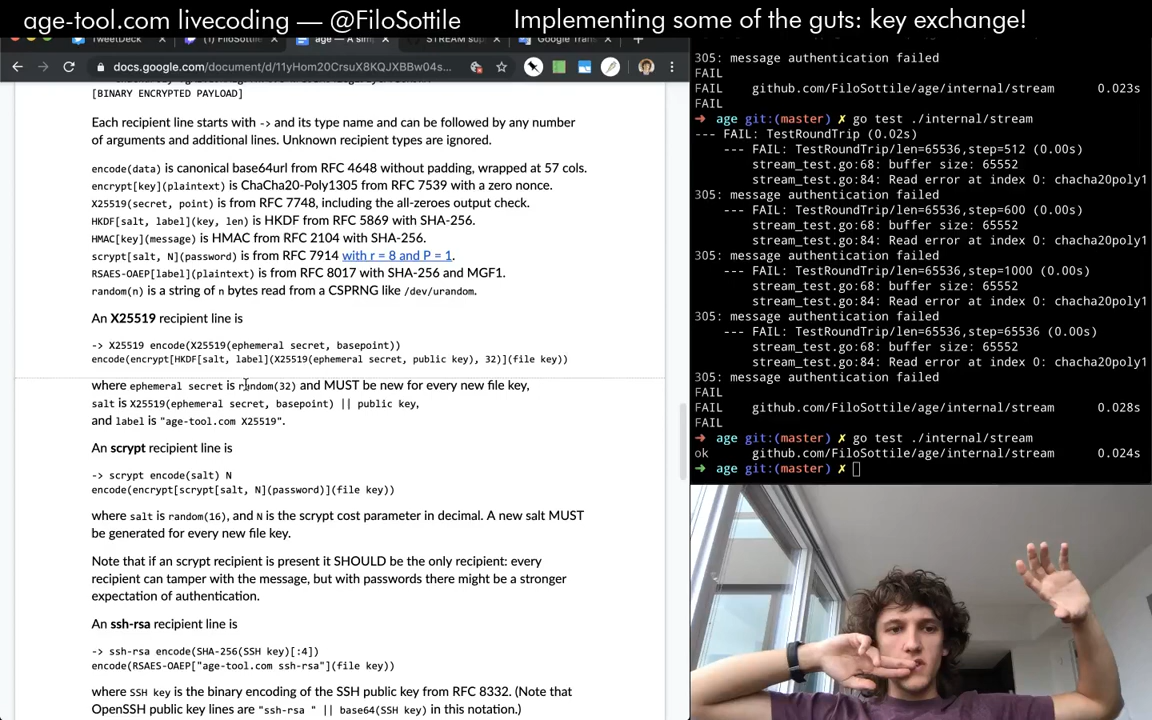 age-tool.com livecoding — @FiloSottile
Implementing some of the guts: key exchange!
TweetDeck
(1) FiloSottile
age — A sim
STREAM sup
Google Trans
docs.google.com/document/d/11yHom20CrsuX8KQJXBBw04s...
[BINARY ENCRYPTED PAYLOAD]
Each recipient line starts with -> and its type name and can be followed by any number
of arguments and additional lines. Unknown recipient types are ignored.
encode(data) is canonical base64url from RFC 4648 without padding, wrapped at 57 cols.
encrypt[key](plaintext) is ChaCha20-Poly1305 from RFC 7539 with a zero nonce.
X25519(secret, point) is from RFC 7748, including the all-zeroes output check.
HKDF[salt, label](key, len) is HKDF from RFC 5869 with SHA-256.
HMAC[key](message) is HMAC from RFC 2104 with SHA-256.
scrypt[salt, N](password) is from RFC 7914 with r = 8 and P = 1.
RSAES-OAEP[label](plaintext) is from RFC 8017 with SHA-256 and MGF1.
random(n) is a string of n bytes read from a CSPRNG like /dev/urandom.
An X25519 recipient line is
-> X25519 encode(X25519(ephemeral secret, basepoint))
encode(encrypt[HKDF[salt, label](X25519(ephemeral secret, public key), 32)](file key))
where ephemeral secret is random(32) and MUST be new for every new file key,
salt is X25519(ephemeral secret, basepoint) || public key,
and label is "age-tool.com X25519".
An scrypt recipient line is
-> scrypt encode(salt) N
encode(encrypt[scrypt[salt, N](password)](file key))
where salt is random(16), and N is the scrypt cost parameter in decimal. A new salt MUST
be generated for every new file key.
Note that if an scrypt recipient is present it SHOULD be the only recipient: every
recipient can tamper with the message, but with passwords there might be a stronger
expectation of authentication.
An ssh-rsa recipient line is
-> ssh-rsa encode(SHA-256(SSH key)[:4])
encode(RSAES-OAEP["age-tool.com ssh-rsa"](file key))
where SSH key is the binary encoding of the SSH public key from RFC 8332. (Note that
OpenSSH public key lines are "ssh-rsa " || base64(SSH key) in this notation.)
305: message authentication failed
FAIL
FAIL github.com/FiloSottile/age/internal/stream 0.023s
FAIL
➜ age git:(master) ✗ go test ./internal/stream
--- FAIL: TestRoundTrip (0.02s)
--- FAIL: TestRoundTrip/len=65536,step=512 (0.00s)
stream_test.go:68: buffer size: 65552
stream_test.go:84: Read error at index 0: chacha20poly1
305: message authentication failed
--- FAIL: TestRoundTrip/len=65536,step=600 (0.00s)
stream_test.go:68: buffer size: 65552
stream_test.go:84: Read error at index 0: chacha20poly1
305: message authentication failed
--- FAIL: TestRoundTrip/len=65536,step=1000 (0.00s)
stream_test.go:68: buffer size: 65552
stream_test.go:84: Read error at index 0: chacha20poly1
305: message authentication failed
--- FAIL: TestRoundTrip/len=65536,step=65536 (0.00s)
stream_test.go:68: buffer size: 65552
stream_test.go:84: Read error at index 0: chacha20poly1
305: message authentication failed
FAIL
FAIL github.com/FiloSottile/age/internal/stream 0.028s
FAIL
➜ age git:(master) ✗ go test ./internal/stream
ok github.com/FiloSottile/age/internal/stream 0.024s
➜ age git:(master) ✗